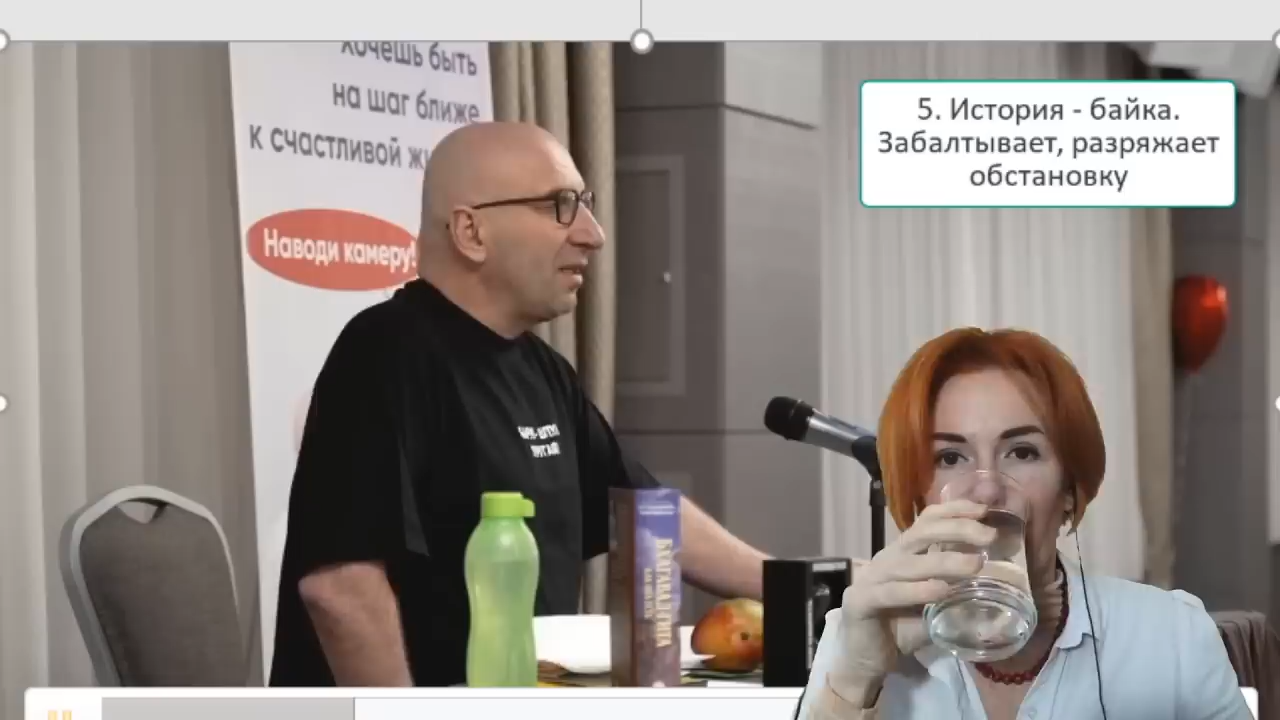 Хочешь быть
на шаг ближе
к счастливой
Наводи камеру!
5. История - байка.
Забалтывает, разряжает
обстановку